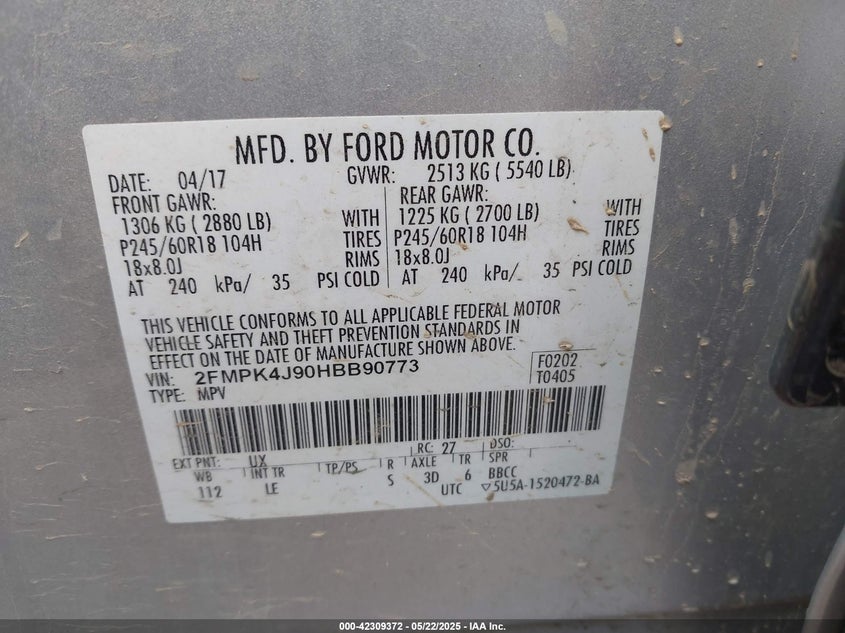 MFD. BY FORD MOTOR CO.
DATE: 04/17 GVWR: 2513 KG ( 5540 LB)
FRONT GAWR: REAR GAWR:
1306 KG ( 2880 LB) WITH 1225 KG ( 2700 LB) WITH
P245/60R18 104H TIRES P245/60R18 104H TIRES
18x8.0J RIMS 18x8.0J RIMS
AT 240 kPa/ 35 PSI COLD AT 240 kPa/ 35 PSI COLD
THIS VEHICLE CONFORMS TO ALL APPLICABLE FEDERAL MOTOR
VEHICLE SAFETY AND THEFT PREVENTION STANDARDS IN
EFFECT ON THE DATE OF MANUFACTURE SHOWN ABOVE.
VIN: 2FMPK4J90HBB90773 F0202
TYPE: MPV T0405
EXT PNT: UX RC: 27 DSO:
WB INT TR TP/PS R AXLE TR SPR
112 LE S 3D 6 BBCC
UTC ▽5U5A-1520472-BA
000-42309372 - 05/22/2025 - IAA Inc.